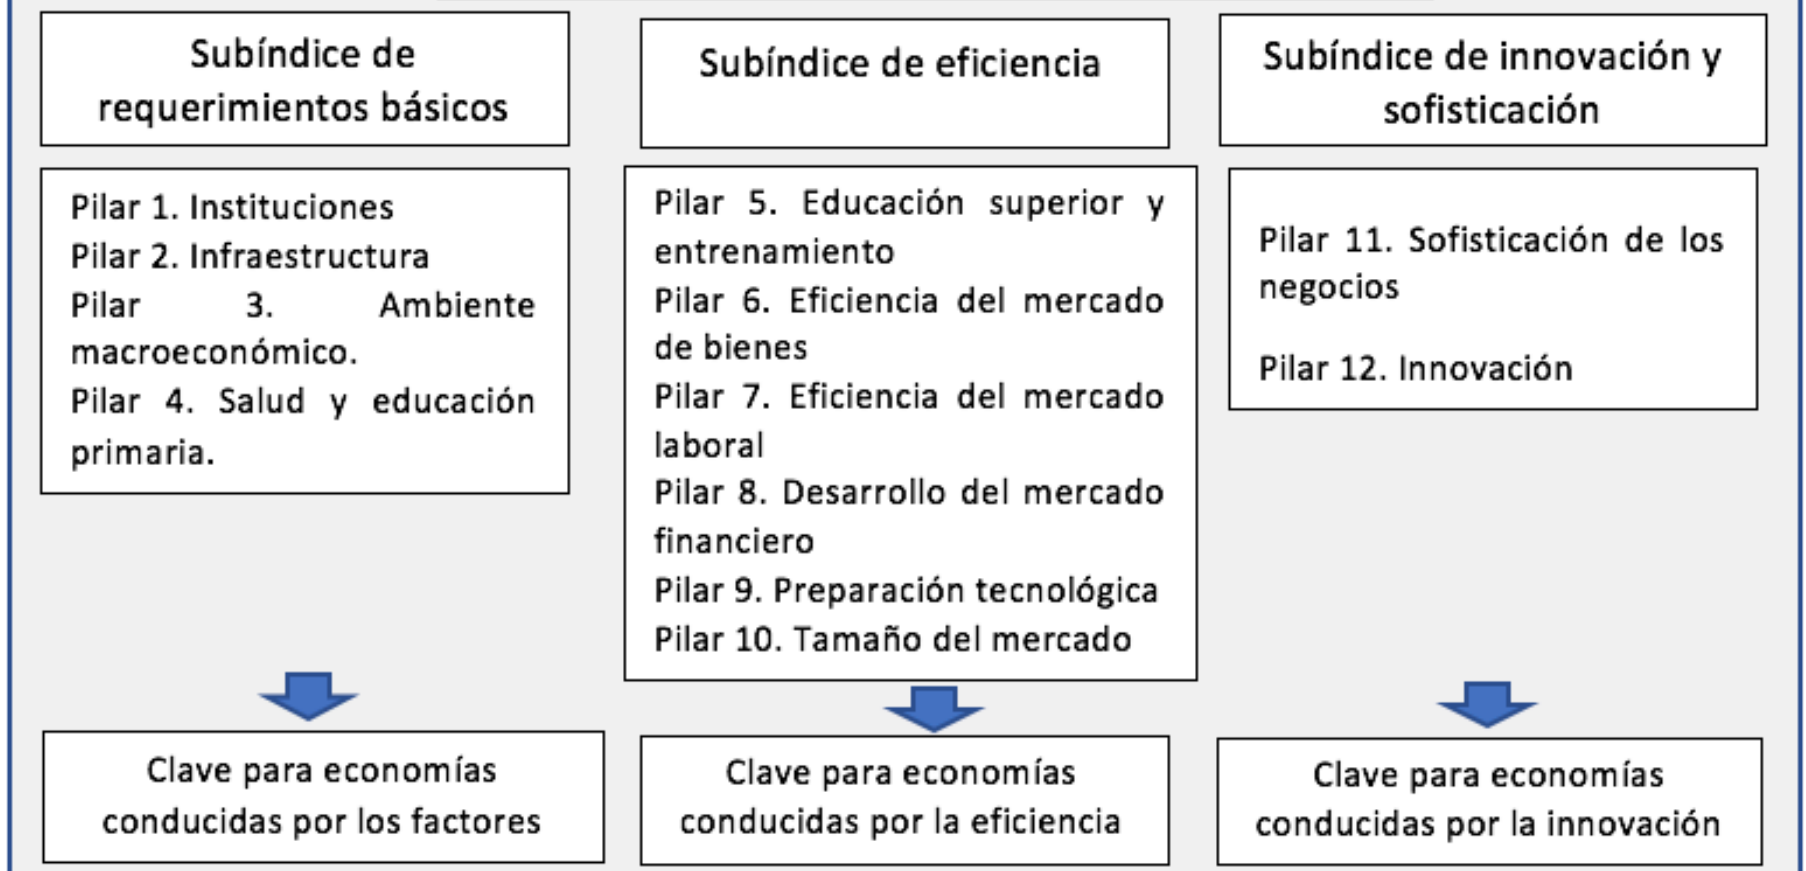 Subíndice de
requerimientos básicos
Subíndice de eficiencia
Subíndice de innovación y
sofisticación
Pilar 1. Instituciones
Pilar 2. Infraestructura
Pilar 3. Ambiente
macroeconómico.
Pilar 4. Salud y educación
primaria.
Pilar 5. Educación superior y
entrenamiento
Pilar 6. Eficiencia del mercado
de bienes
Pilar 7. Eficiencia del mercado
laboral
Pilar 8. Desarrollo del mercado
financiero
Pilar 9. Preparación tecnológica
Pilar 10. Tamaño del mercado
Pilar 11. Sofisticación de los
negocios
Pilar 12. Innovación
Clave para economías
conducidas por los factores
Clave para economías
conducidas por la eficiencia
Clave para economías
conducidas por la innovación